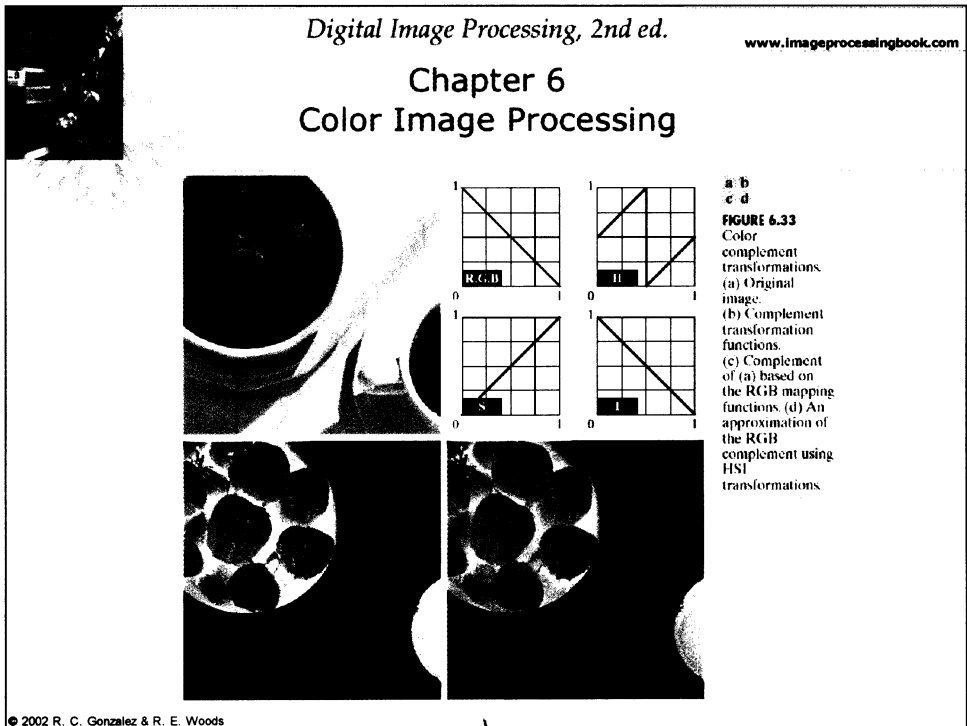 Digital Image Processing, 2nd ed.
www.imageprocessingbook.com
Chapter 6
Color Image Processing
1
R,G,B
0
1
1
H
0
1
1
S
0
1
1
I
0
1
a b
c d
FIGURE 6.33
Color
complement
transformations.
(a) Original
image.
(b) Complement
transformation
functions.
(c) Complement
of (a) based on
the RGB mapping
functions. (d) An
approximation of
the RGB
complement using
HSI
transformations.
© 2002 R. C. Gonzalez & R. E. Woods